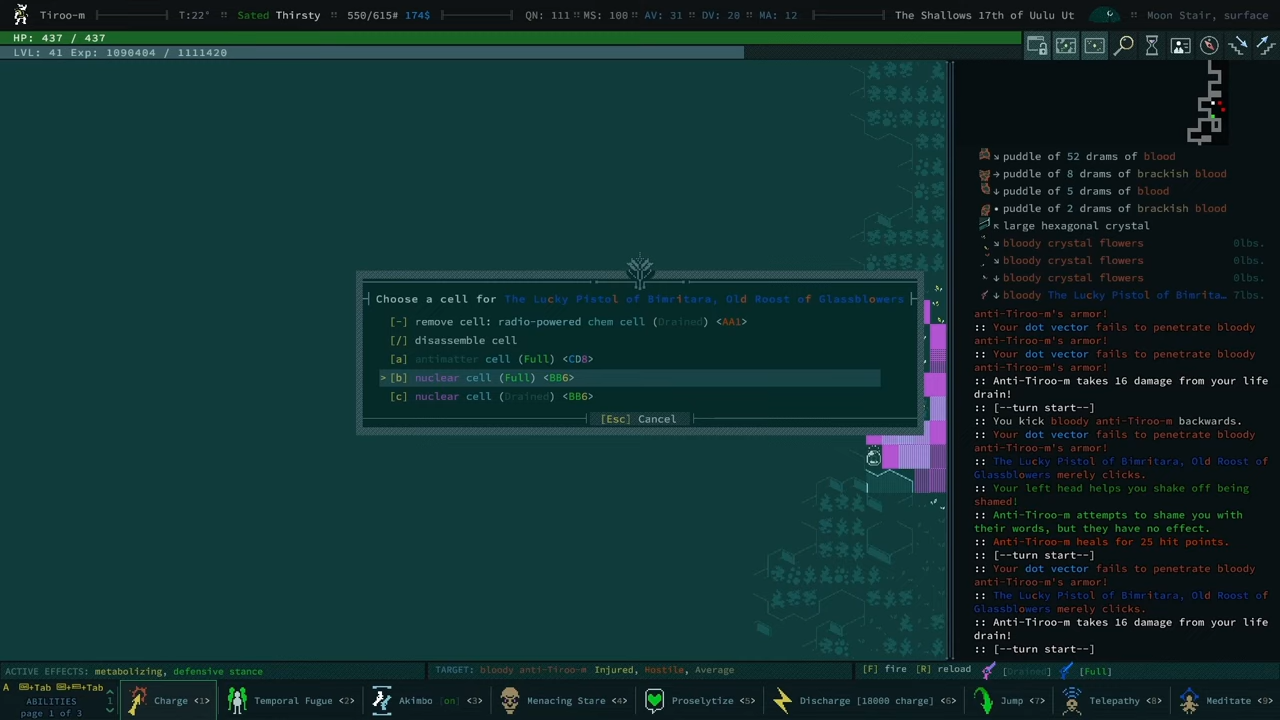 Tiroo-m T:22° :: Sated Thirsty :: 550/615# 174$ QN: 111 :: MS: 100 :: AV: 31 :: DV: 28 :: MA: 12 The Shallows 17th of Uulu Ut :: Moon Stair, surface
HP: 437 / 437
LVL: 41 Exp: 1090404 / 1111420
puddle of 52 drams of blood
puddle of 8 drams of brackish blood
puddle of 5 drams of blood
puddle of 2 drams of brackish blood
large hexagonal crystal
bloody crystal flowers 0lbs.
bloody crystal flowers 0lbs.
bloody crystal flowers 0lbs.
bloody The Lucky Pistol of Bimrita… 7lbs.
Choose a cell for The Lucky Pistol of Bimritara, Old Roost of Glassblowers
[-] remove cell: radio-powered chem cell (Drained) <AA1>
[/] disassemble cell
[a] antimatter cell (Full) <CD8>
> [b] nuclear cell (Full) <BB6>
[c] nuclear cell (Drained) <BB6>
[Esc] Cancel
anti-Tiroo-m's armor!
:: Your dot vector fails to penetrate bloody
anti-Tiroo-m's armor!
:: Your dot vector fails to penetrate bloody
anti-Tiroo-m's armor!
:: Anti-Tiroo-m takes 16 damage from your life
drain!
:: [--turn start--]
:: You kick bloody anti-Tiroo-m backwards.
:: Your dot vector fails to penetrate bloody
anti-Tiroo-m's armor!
:: The Lucky Pistol of Bimritara, Old Roost of
Glassblowers merely clicks.
:: Your left head helps you shake off being
shamed!
:: Anti-Tiroo-m attempts to shame you with
their words, but they have no effect.
:: Anti-Tiroo-m heals for 25 hit points.
:: [--turn start--]
:: Your dot vector fails to penetrate bloody
anti-Tiroo-m's armor!
:: The Lucky Pistol of Bimritara, Old Roost of
Glassblowers merely clicks.
:: Anti-Tiroo-m takes 16 damage from your life
drain!
:: [--turn start--]
ACTIVE EFFECTS: metabolizing, defensive stance
TARGET: bloody anti-Tiroo-m Injured, Hostile, Average
[F] fire [R] reload [Drained] [Full]
A +Tab +Tab
ABILITIES 1
page 1 of 3
Charge <1> Temporal Fugue <2> Akimbo [on] <3> Menacing Stare <4> Proselytize <5> Discharge [18000 charge] <6> Jump <7> Telepathy <8> Meditate <9>